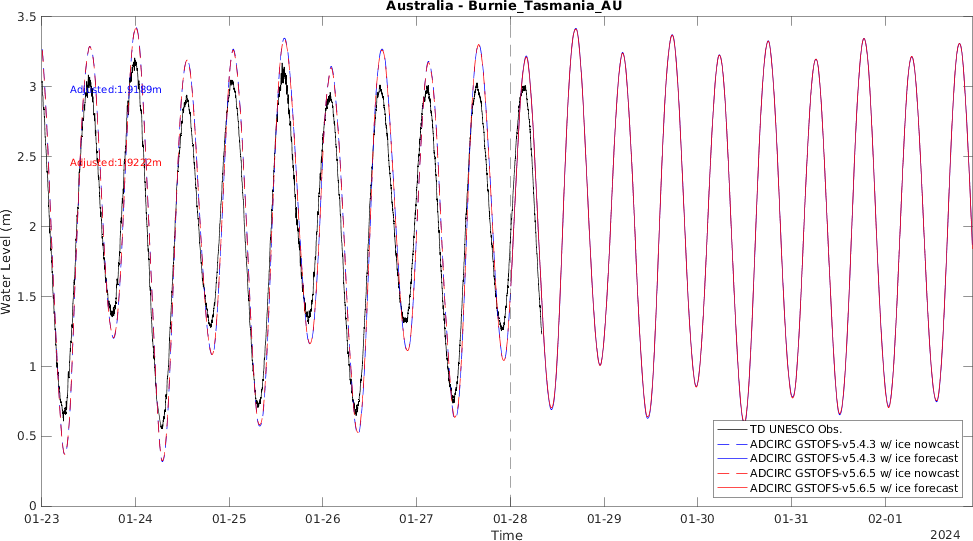 Australia - Burnie_Tasmania_AU
3.5
3
2.5
2
1.5
1
0.5
0
Water Level (m)
Adjusted:1.9189m
Adjusted:1.9222m
TD UNESCO Obs.
ADCIRC GSTOFS-v5.4.3 w/ ice nowcast
ADCIRC GSTOFS-v5.4.3 w/ ice forecast
ADCIRC GSTOFS-v5.6.5 w/ ice nowcast
ADCIRC GSTOFS-v5.6.5 w/ ice forecast
01-23 01-24 01-25 01-26 01-27 01-28 01-29 01-30 01-31 02-01
Time
2024